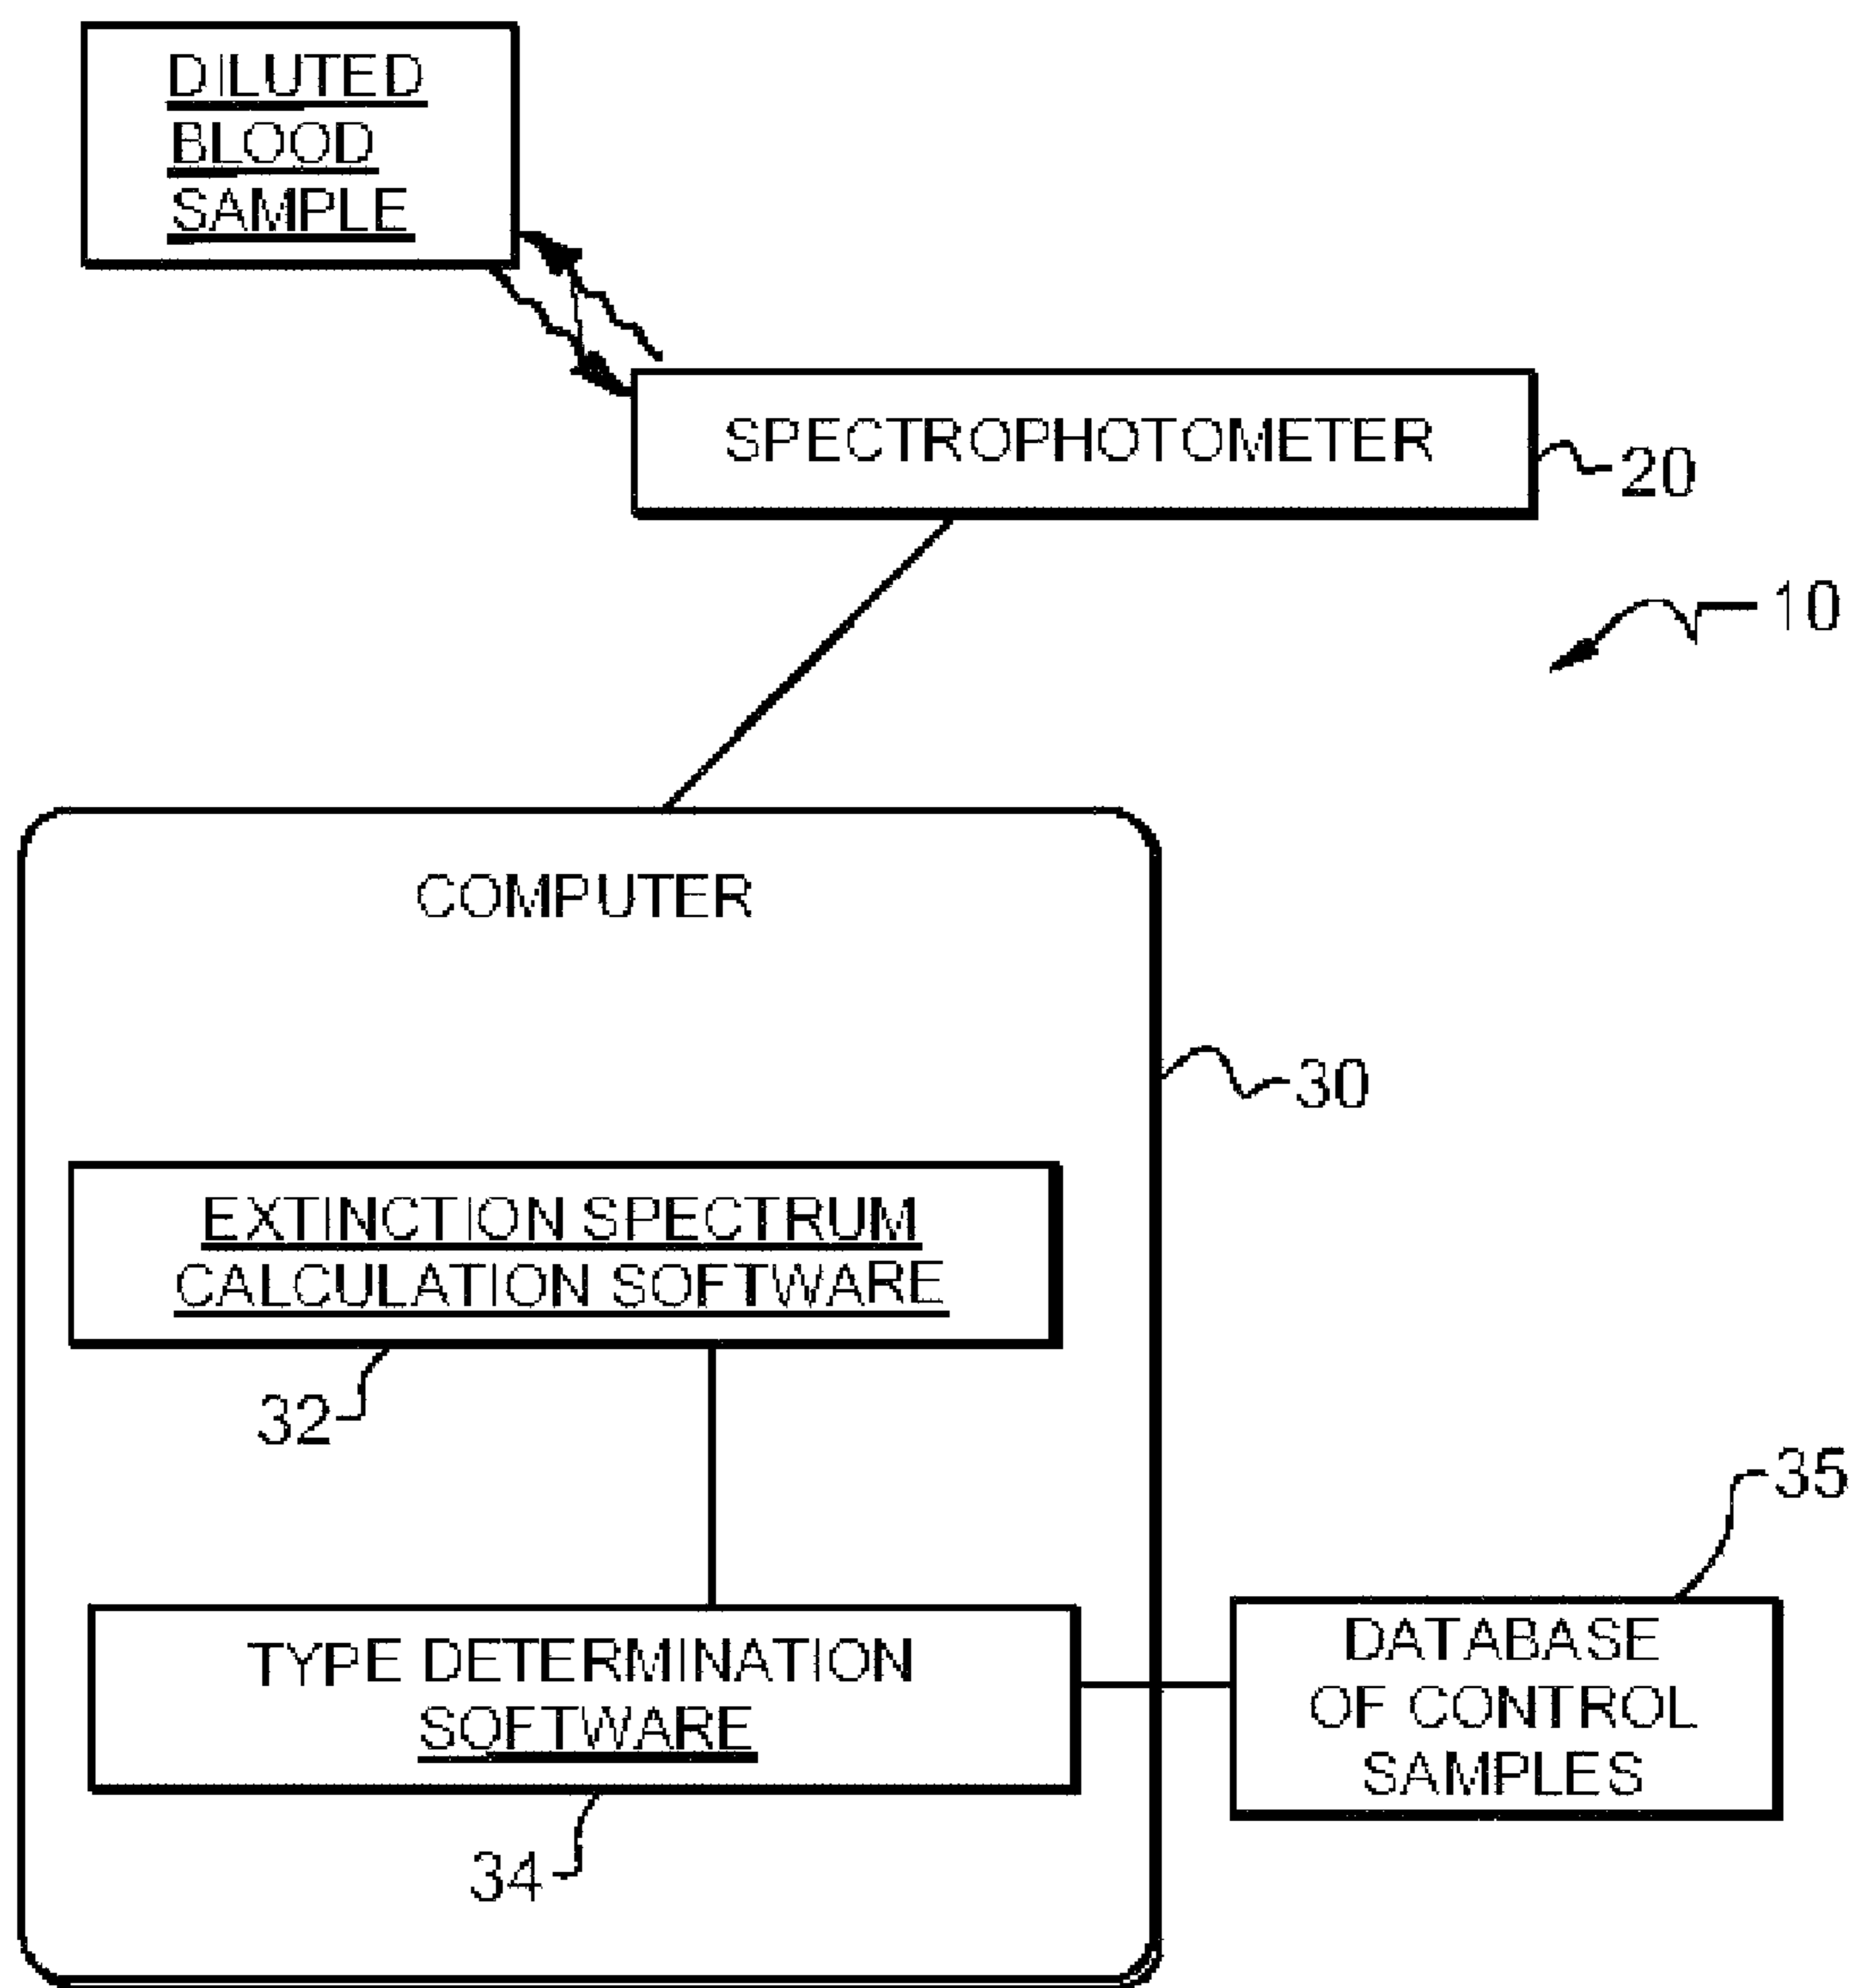 DILUTED
BLOOD
SAMPLE
SPECTROPHOTOMETER
20
10
COMPUTER
30
EXTINCTION SPECTRUM
CALCULATION SOFTWARE
32
35
TYPE DETERMINATION
SOFTWARE
DATABASE
OF CONTROL
SAMPLES
34